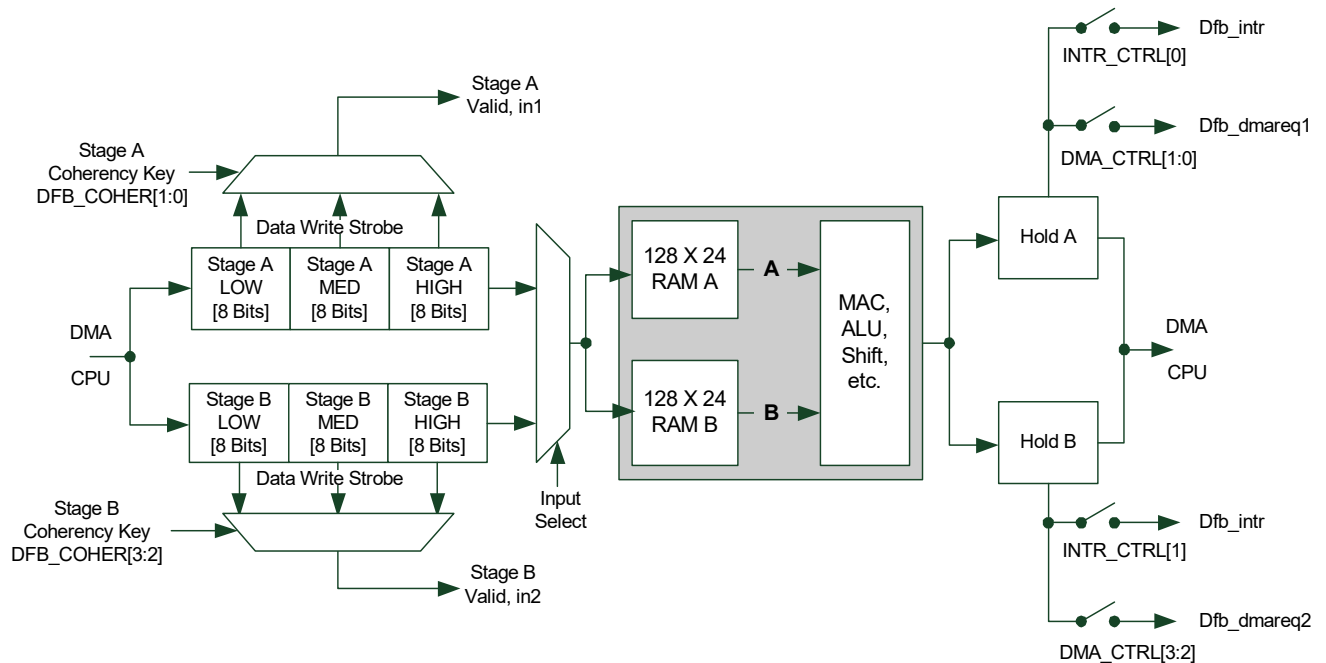 Dfb_intr
INTR_CTRL[0]
Stage A
Valid, in1
Dfb_dmareq1
DMA_CTRL[1:0]
Stage A
Coherency Key
DFB_COHER[1:0]
Data Write Strobe
Stage A
LOW
[8 Bits]
Stage A
MED
[8 Bits]
Stage A
HIGH
[8 Bits]
DMA
CPU
Stage B
LOW
[8 Bits]
Stage B
MED
[8 Bits]
Stage B
HIGH
[8 Bits]
Data Write Strobe
Stage B
Coherency Key
DFB_COHER[3:2]
Stage B
Valid, in2
Input
Select
128 X 24
RAM A
A
128 X 24
RAM B
B
MAC,
ALU,
Shift,
etc.
Hold A
Hold B
DMA
CPU
Dfb_intr
INTR_CTRL[1]
Dfb_dmareq2
DMA_CTRL[3:2]